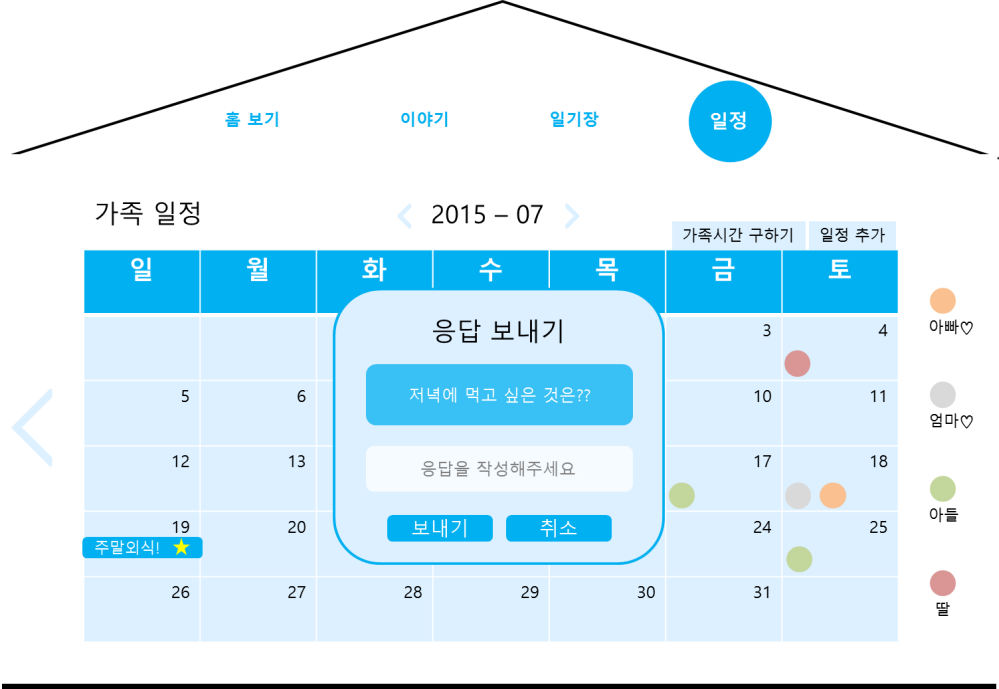 홈 보기
이야기
일기장
일정
가족 일정
2015 – 07
가족시간 구하기
일정 추가
일 월 화 수 목 금 토
3 4
5 6 10 11
12 13 17 18
19 20 24 25
주말외식!
26 27 28 29 30 31
응답 보내기
저녁에 먹고 싶은 것은??
응답을 작성해주세요
보내기 취소
아빠♡
엄마♡
아들
딸